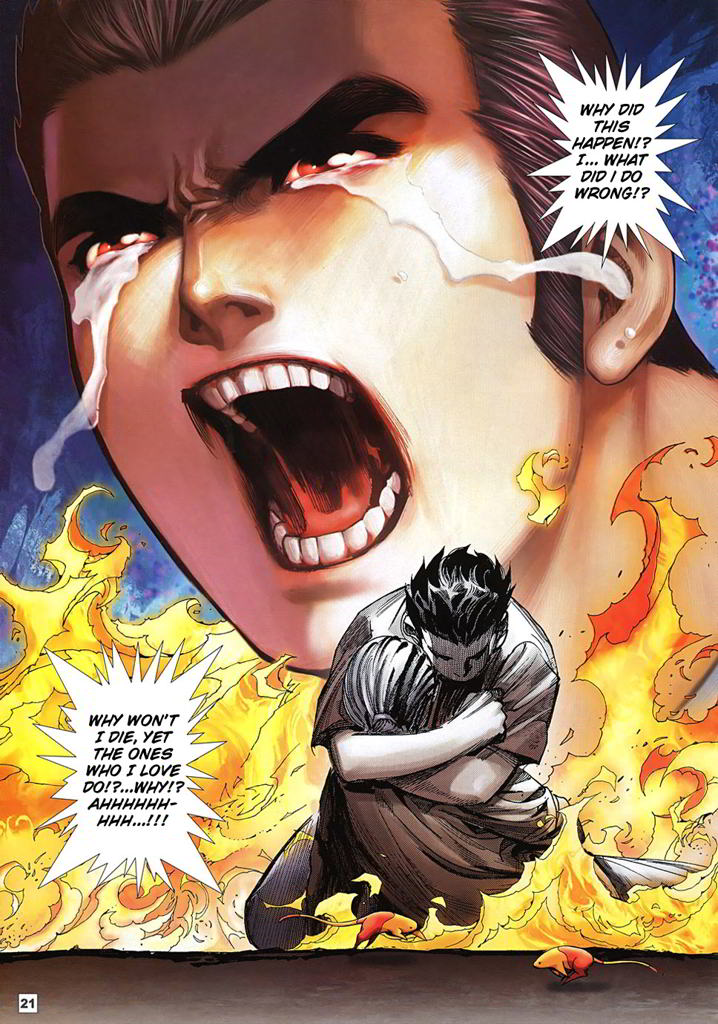 WHY DID
THIS
HAPPEN!?
I... WHAT
DID I DO
WRONG!?
WHY WON'T
I DIE, YET
THE ONES
WHO I LOVE
DO!?...WHY!?
AHHHHHH-
HHH...!!!
21